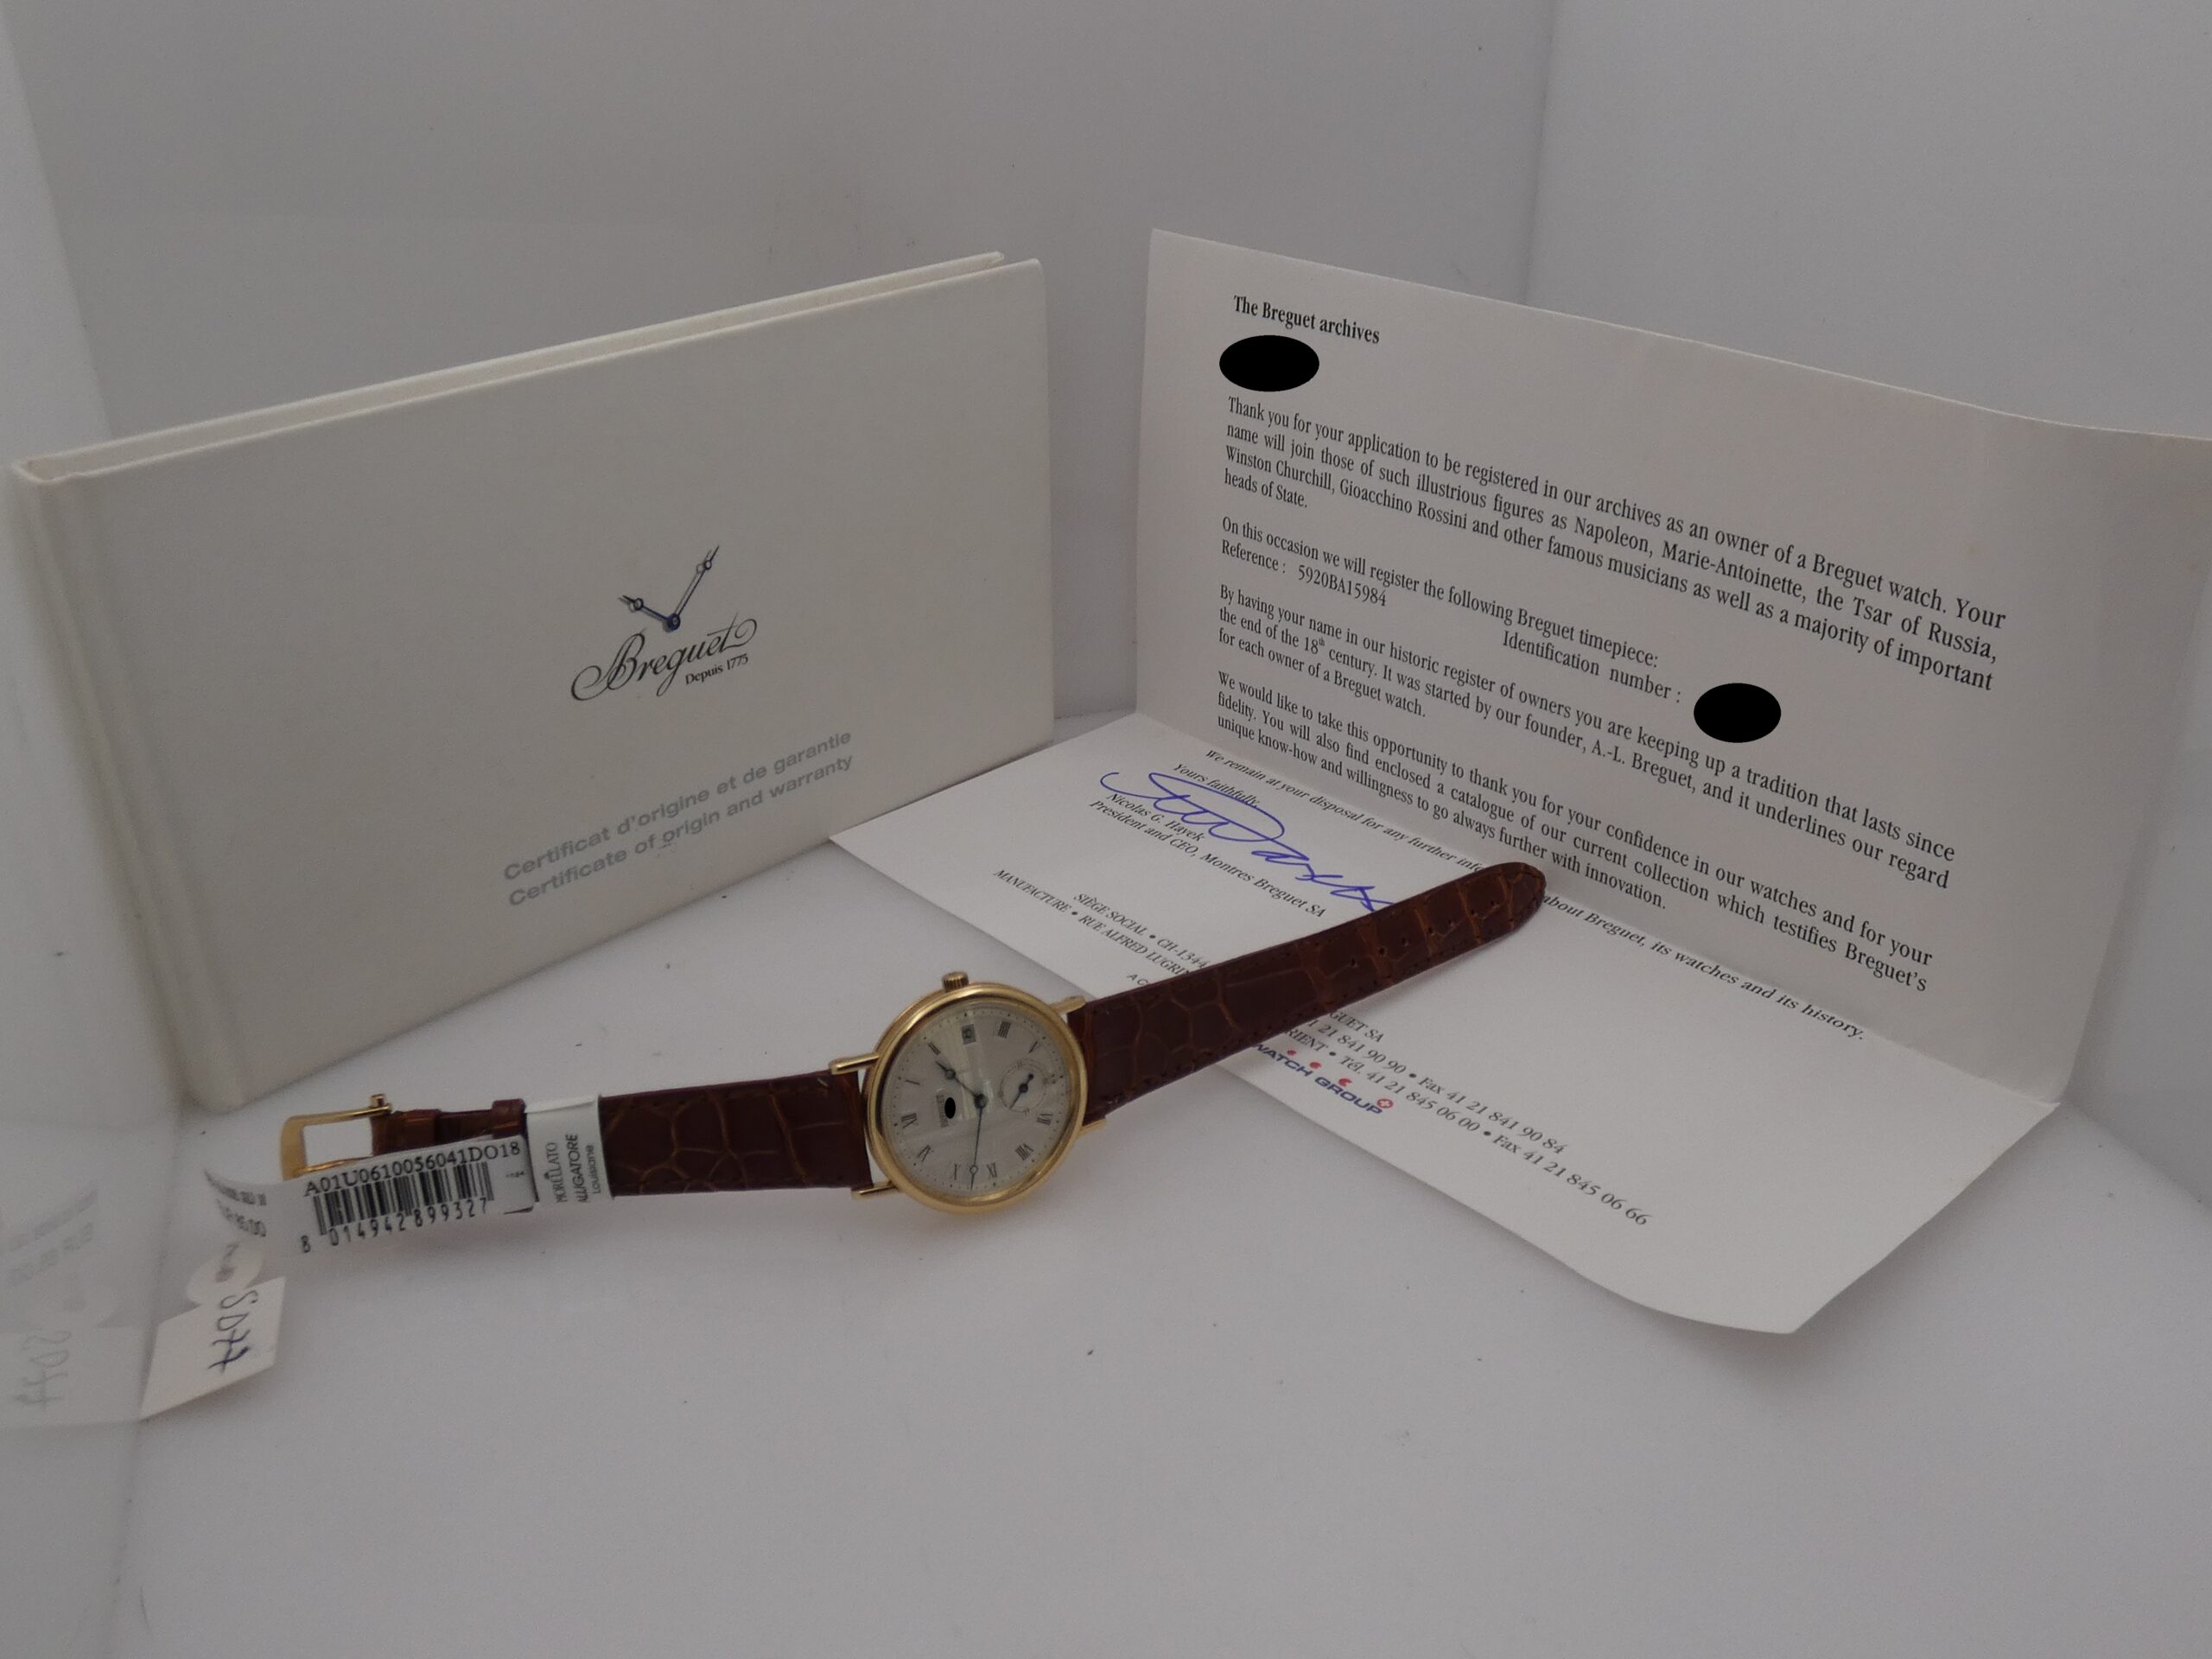 Breguet
Depuis 1775
Certificat d'origine et de garantie
Certificate of origin and warranty
The Breguet archives
Thank you for your application to be registered in our archives as an owner of a Breguet watch. Your
name will join those of such illustrious figures as Napoleon, Marie-Antoinette, the Tsar of Russia,
Winston Churchill, Gioacchino Rossini and other famous musicians as well as a majority of important
heads of State.
On this occasion we will register the following Breguet timepiece:
Reference : 5920BA15984 Identification number :
By having your name in our historic register of owners you are keeping up a tradition that lasts since
the end of the 18th century. It was started by our founder, A.-L. Breguet, and it underlines our regard
for each owner of a Breguet watch.
We would like to take this opportunity to thank you for your confidence in our watches and for your
fidelity. You will also find enclosed a catalogue of our current collection which testifies Breguet's
unique know-how and willingness to go always further with innovation.
We remain at your disposal for any further about Breguet, its watches and its history.
Yours faithfully,
Nicolas G. Hayek
President and CEO, Montres Breguet SA
SIÈGE SOCIAL • CH-1344
1 21 841 90 90 • Fax 41 21 841 90 84
MANUFACTURE • RUE ALFRED LUGRI
RIENT • Tél. 41 21 845 06 00 • Fax 41 21 845 06 66
WATCH GROUP
A01U0610056041DO18
8 014942 899327
MORELLATO
ALLIGATORE
Louisiane